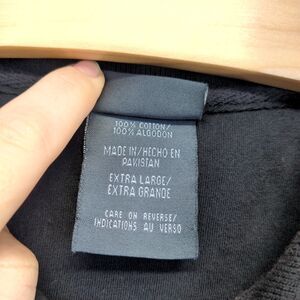 100% COTTON/
100% ALGODON
MADE IN/HECHO EN
PAKISTAN
EXTRA LARGE/
EXTRA GRANDE
CARE ON REVERSE/
INDICATIONS AU VERSO